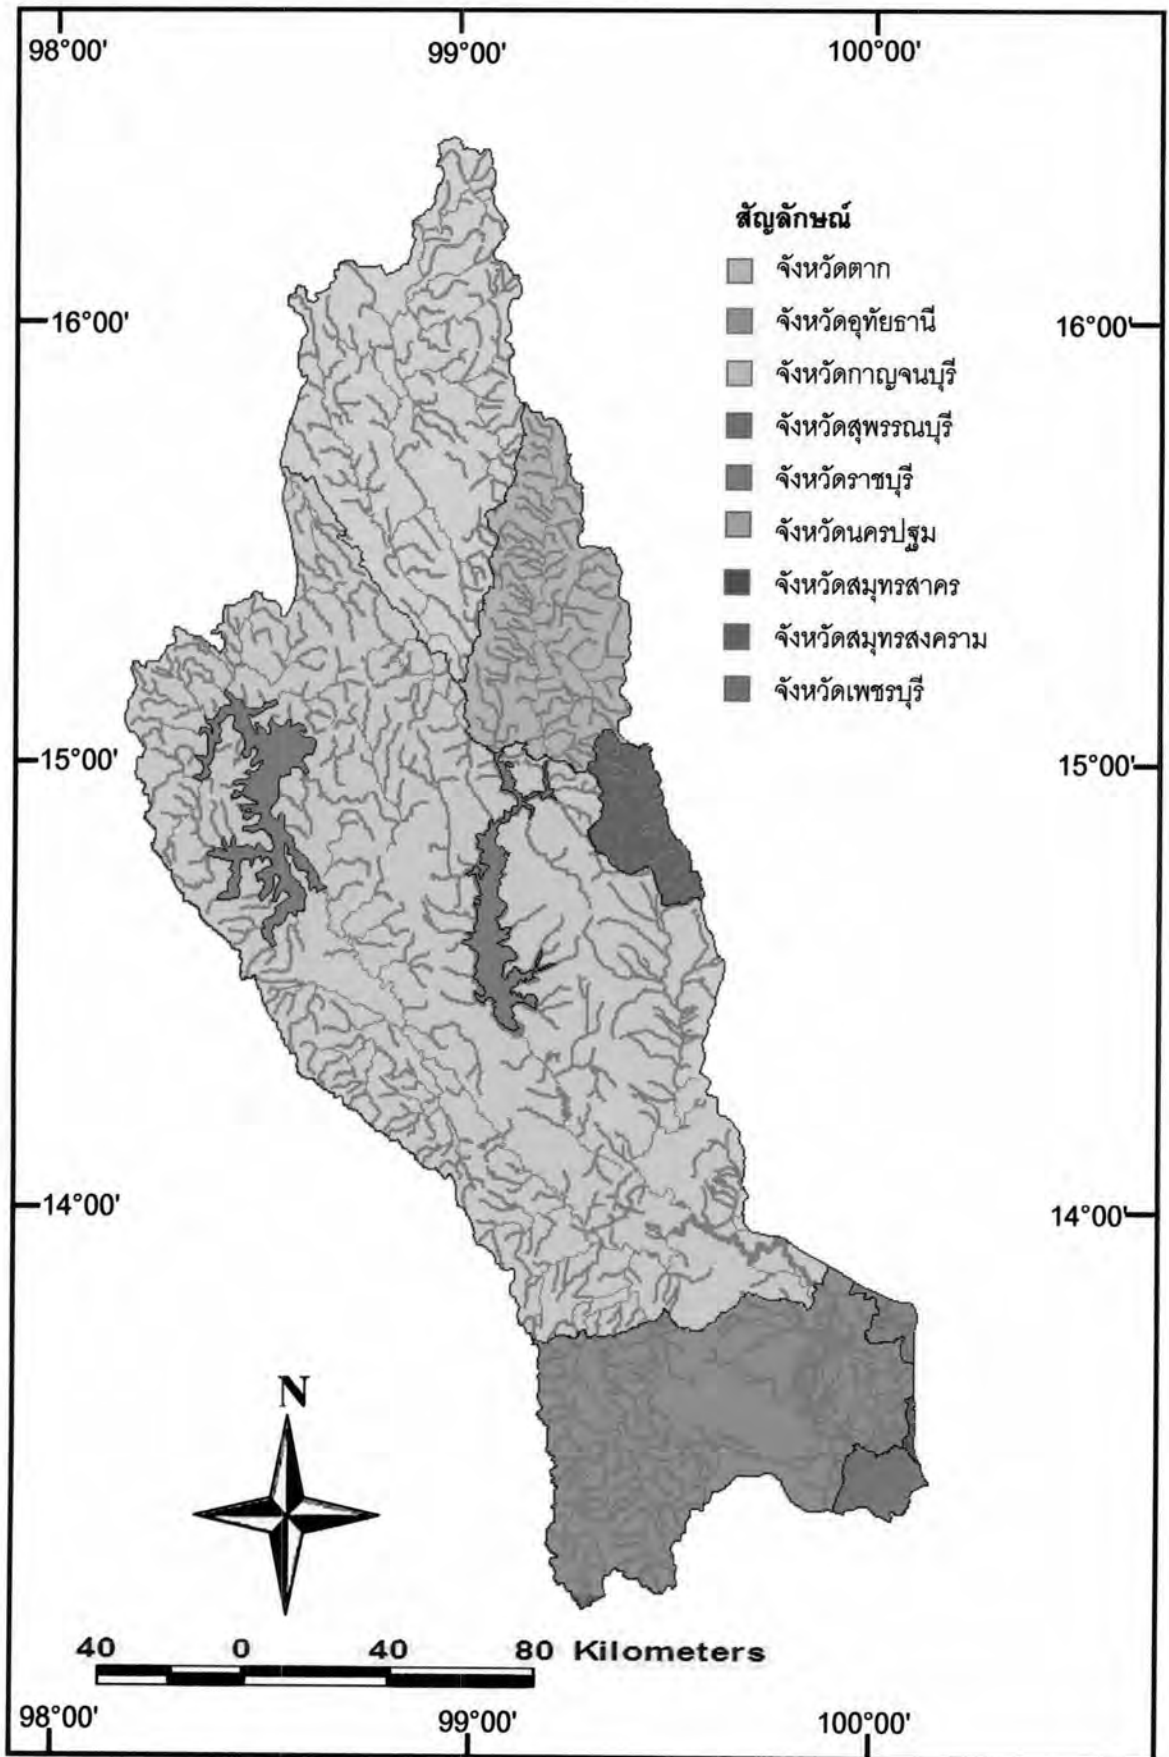 98°00' 99°00' 100°00'
สัญลักษณ์
จังหวัดตาก
จังหวัดอุทัยธานี
จังหวัดกาญจนบุรี
จังหวัดสุพรรณบุรี
จังหวัดราชบุรี
จังหวัดนครปฐม
จังหวัดสมุทรสาคร
จังหวัดสมุทรสงคราม
จังหวัดเพชรบุรี
16°00' 16°00'
15°00' 15°00'
14°00' 14°00'
N
40 0 40 80 Kilometers
98°00' 99°00' 100°00'